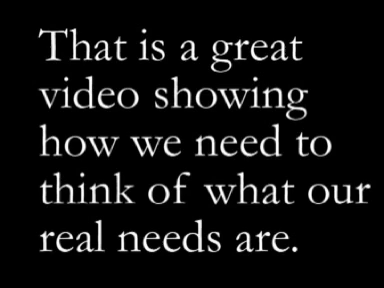 That is a great
video showing
how we need to
think of what our
real needs are.